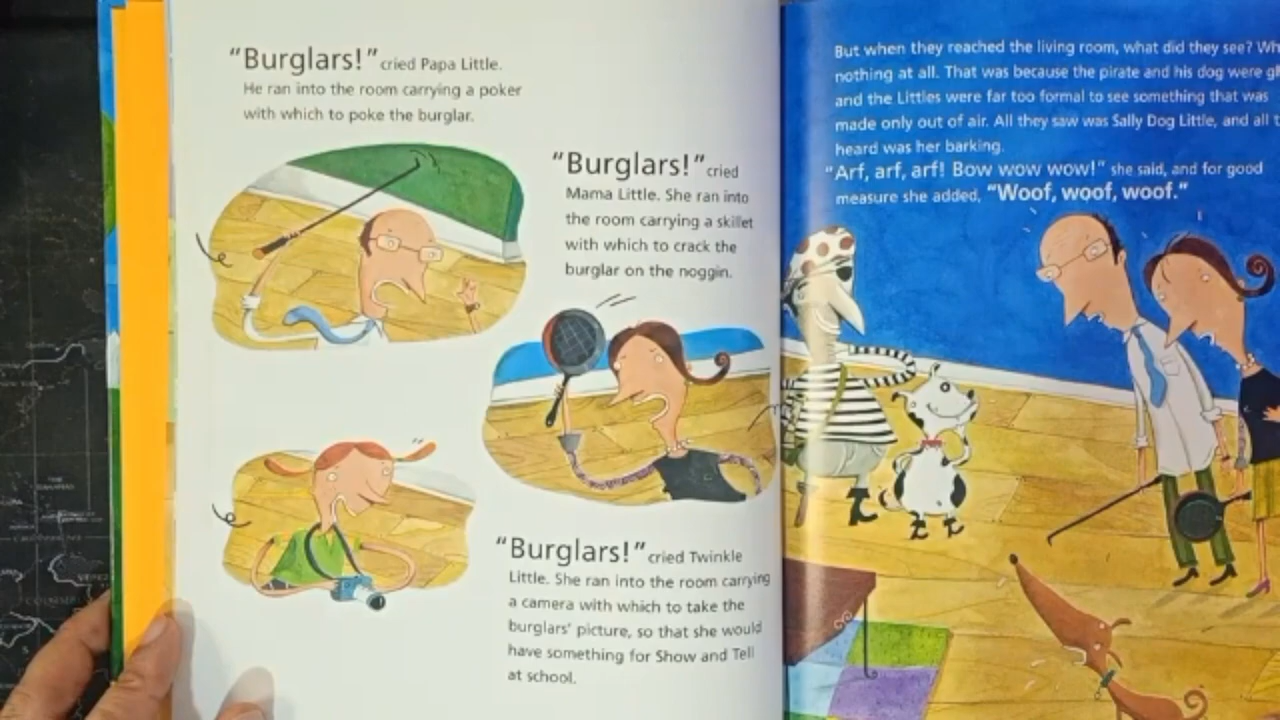 “Burglars!” cried Papa Little.
He ran into the room carrying a poker
with which to poke the burglar.
“Burglars!” cried
Mama Little. She ran into
the room carrying a skillet
with which to crack the
burglar on the noggin.
“Burglars!” cried Twinkle
Little. She ran into the room carrying
a camera with which to take the
burglars’ picture, so that she would
have something for Show and Tell
at school.
But when they reached the living room, what did they see?
nothing at all. That was because the pirate and his dog were
and the Littles were far too formal to see something that was
made only out of air. All they saw was Sally Dog Little, and all
heard was her barking.
“Arf, arf, arf! Bow wow wow!” she said, and for good
measure she added, “Woof, woof, woof.”